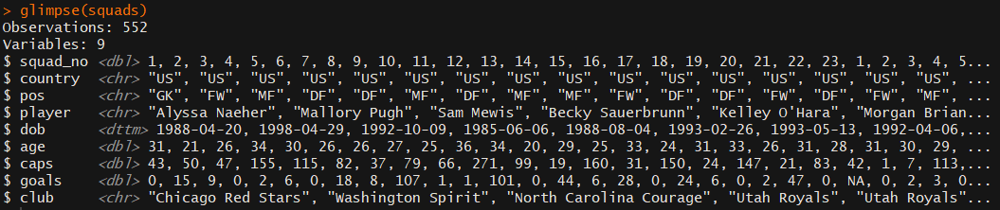 > glimpse(squads)
Observations: 552
Variables: 9
$ squad_no <dbl> 1, 2, 3, 4, 5, 6, 7, 8, 9, 10, 11, 12, 13, 14, 15, 16, 17, 18, 19, 20, 21, 22, 23, 1, 2, 3, 4, 5...
$ country <chr> "US", "US", "US", "US", "US", "US", "US", "US", "US", "US", "US", "US", "US", "US", "US", "US", ...
$ pos <chr> "GK", "FW", "MF", "DF", "DF", "MF", "DF", "MF", "MF", "FW", "DF", "DF", "FW", "DF", "FW", "MF", ...
$ player <chr> "Alyssa Naeher", "Mallory Pugh", "Sam Mewis", "Becky Sauerbrunn", "Kelley O'Hara", "Morgan Brian...
$ dob <dttm> 1988-04-20, 1998-04-29, 1992-10-09, 1985-06-06, 1988-08-04, 1993-02-26, 1993-05-13, 1992-04-06,...
$ age <dbl> 31, 21, 26, 34, 30, 26, 26, 27, 25, 36, 34, 20, 29, 25, 33, 24, 31, 33, 26, 31, 28, 31, 30, 29, ...
$ caps <dbl> 43, 50, 47, 155, 115, 82, 37, 79, 66, 271, 99, 19, 160, 31, 150, 24, 147, 21, 83, 42, 1, 7, 113,...
$ goals <dbl> 0, 15, 9, 0, 2, 6, 0, 18, 8, 107, 1, 1, 101, 0, 44, 6, 28, 0, 24, 6, 0, 2, 47, 0, NA, 0, 2, 3, 0...
$ club <chr> "Chicago Red Stars", "Washington Spirit", "North Carolina Courage", "Utah Royals", "Utah Royals"...